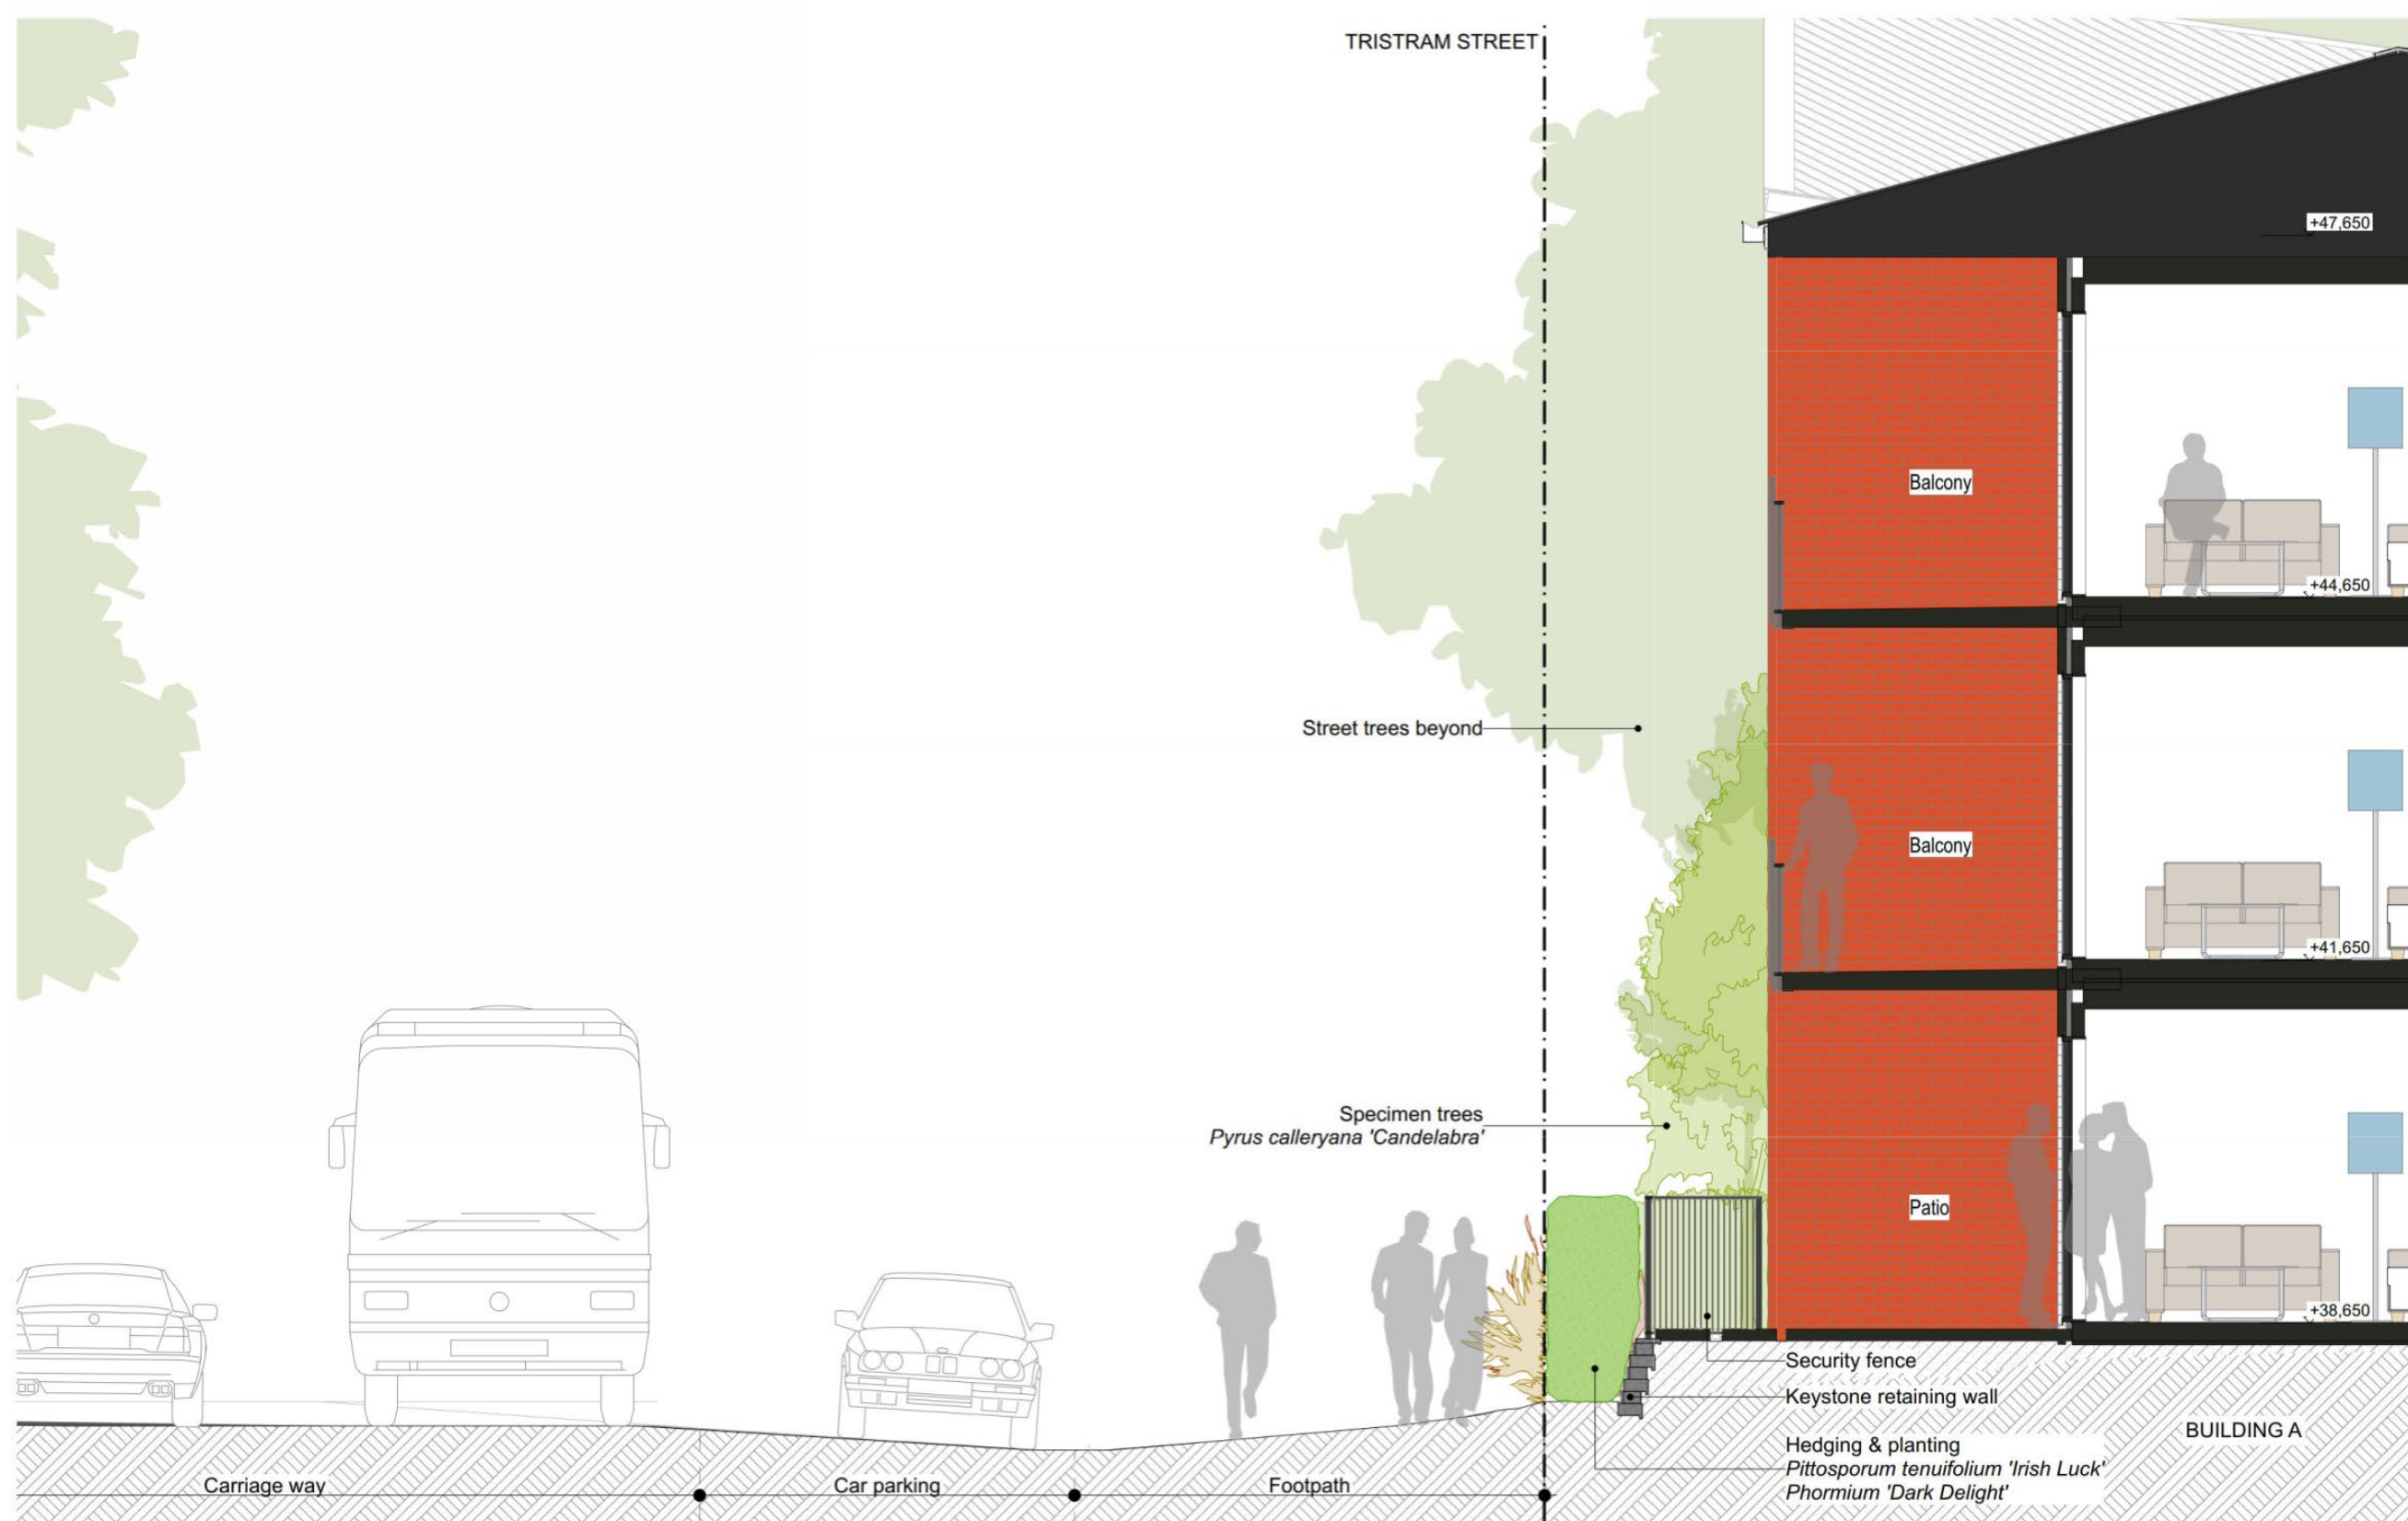 TRISTRAM STREET
+47,650
Balcony
+44,650
Street trees beyond
Balcony
+41,650
Specimen trees
Pyrus calleryana 'Candelabra'
Patio
+38,650
Security fence
Keystone retaining wall
BUILDING A
Hedging & planting
Pittosporum tenuifolium 'Irish Luck'
Phormium 'Dark Delight'
Carriage way
Car parking
Footpath